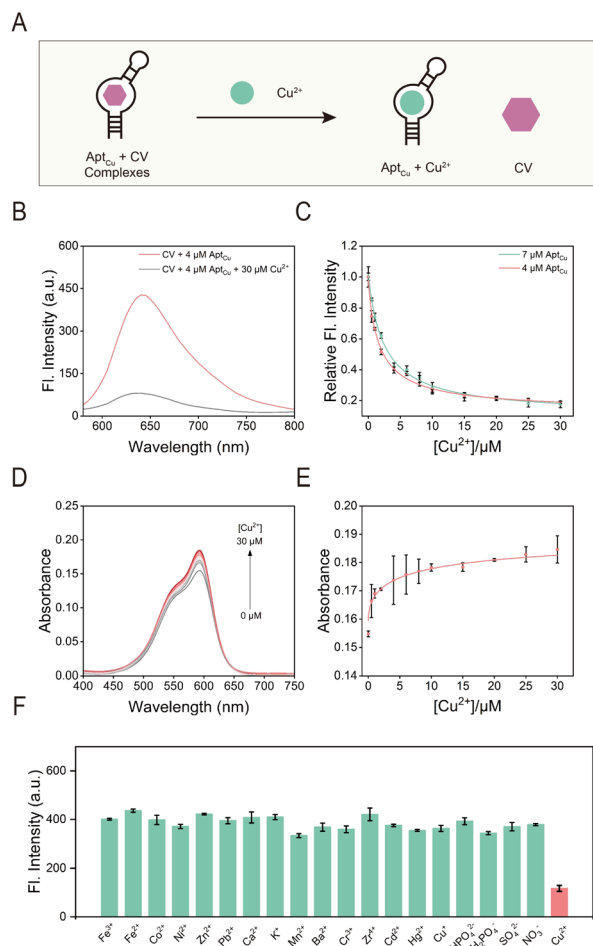 A
Cu²⁺
Apt_Cu + CV
Complexes
Apt_Cu + Cu²⁺
CV
B
600
450
300
150
0
Fl. Intensity (a.u.)
CV + 4 μM Apt_Cu
CV + 4 μM Apt_Cu + 30 μM Cu²⁺
600 650 700 750 800
Wavelength (nm)
C
1.2
1.0
0.8
0.6
0.4
0.2
Relative Fl. Intensity
7 μM Apt_Cu
4 μM Apt_Cu
0 5 10 15 20 25 30
[Cu²⁺]/μM
D
0.25
0.20
0.15
0.10
0.05
0.00
Absorbance
[Cu²⁺]
30 μM
0 μM
400 450 500 550 600 650 700 750
Wavelength (nm)
E
0.20
0.19
0.18
0.17
0.16
0.15
0.14
Absorbance
0 5 10 15 20 25 30
[Cu²⁺]/μM
F
600
400
200
0
Fl. Intensity (a.u.)
Fe³⁺ Fe²⁺ Co²⁺ Ni²⁺ Zn²⁺ Pb²⁺ Ca²⁺ K⁺ Mn²⁺ Ba²⁺ Cr³⁺ Zr⁴⁺ Cd²⁺ Hg²⁺ Cu⁺ HPO₄²⁻ H₂PO₄⁻ SO₄²⁻ NO₃⁻ Cu²⁺